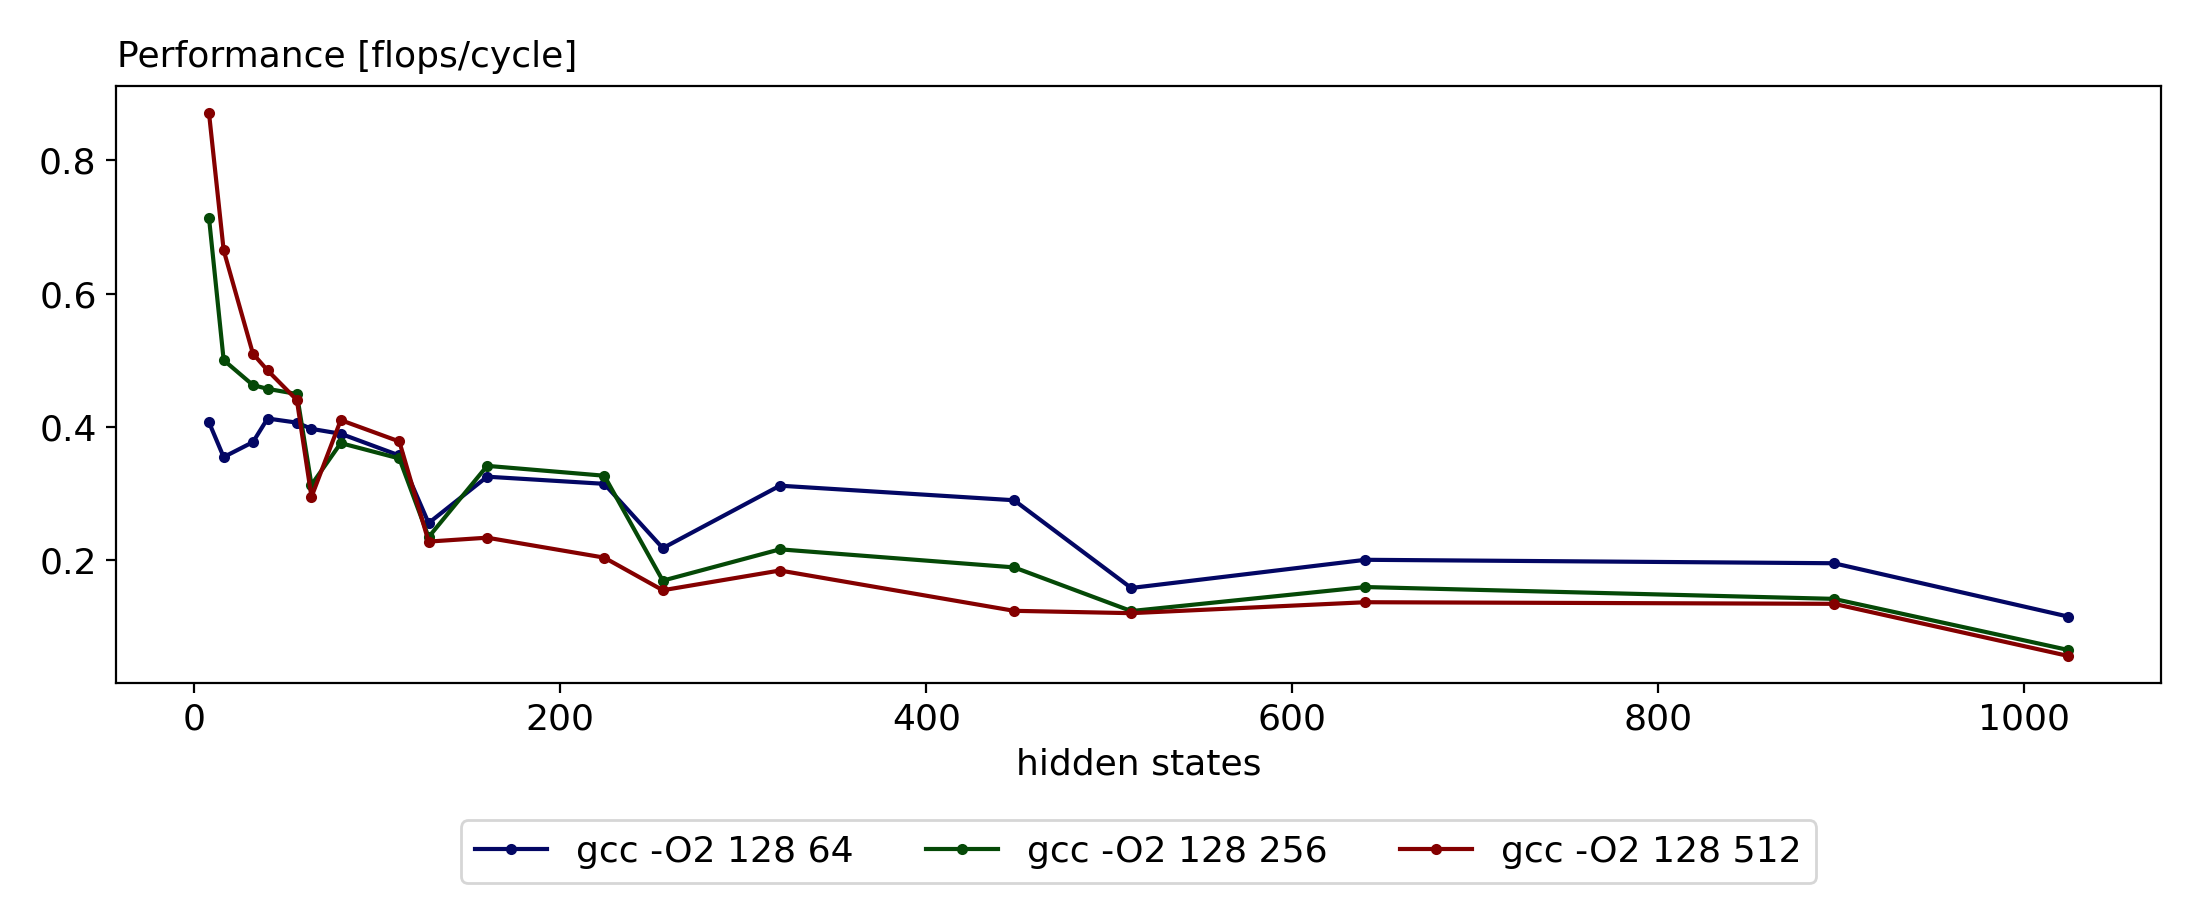 Performance [flops/cycle]
0.8
0.6
0.4
0.2
0 200 400 600 800 1000
hidden states
gcc -O2 128 64 gcc -O2 128 256 gcc -O2 128 512